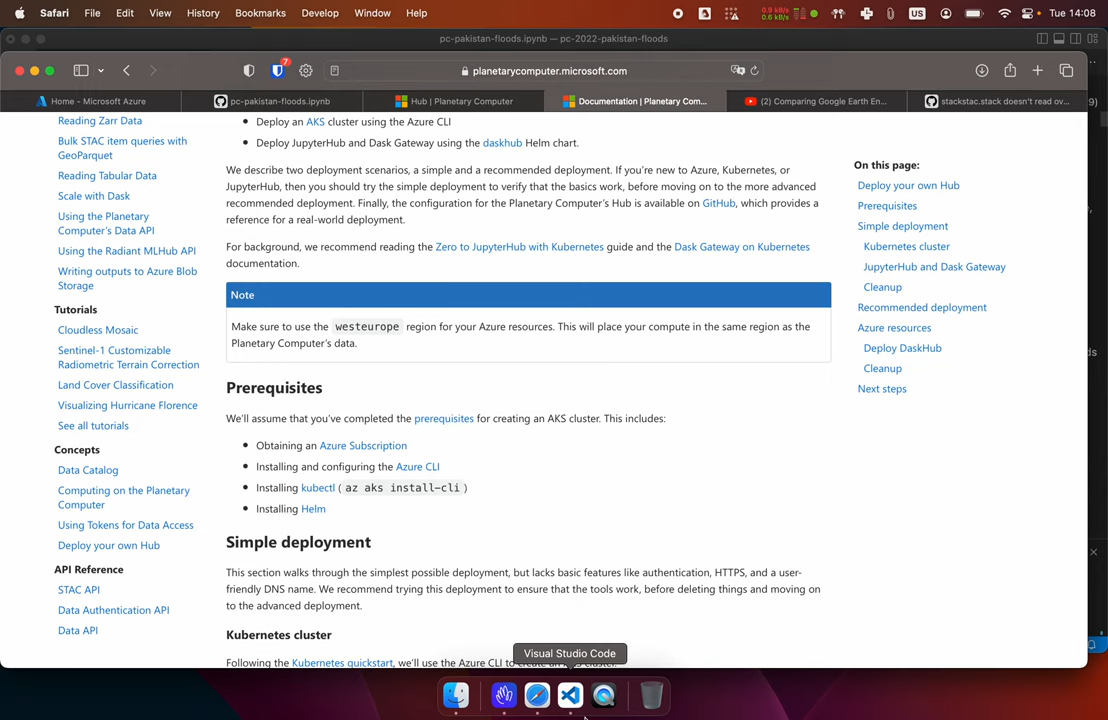 Safari File Edit View History Bookmarks Develop Window Help
0.9 kB/s
0.6 kB/s
US
Tue 14:08
pc-pakistan-floods.ipynb — pc-2022-pakistan-floods
7
planetarycomputer.microsoft.com
Home - Microsoft Azure
pc-pakistan-floods.ipynb
Hub | Planetary Computer
Documentation | Planetary Com...
(2) Comparing Google Earth En...
stackstac.stack doesn't read ov...
Reading Zarr Data
Bulk STAC item queries with
GeoParquet
Reading Tabular Data
Scale with Dask
Using the Planetary
Computer's Data API
Using the Radiant MLHub API
Writing outputs to Azure Blob
Storage
Tutorials
Cloudless Mosaic
Sentinel-1 Customizable
Radiometric Terrain Correction
Land Cover Classification
Visualizing Hurricane Florence
See all tutorials
Concepts
Data Catalog
Computing on the Planetary
Computer
Using Tokens for Data Access
Deploy your own Hub
API Reference
STAC API
Data Authentication API
Data API
• Deploy an AKS cluster using the Azure CLI
• Deploy JupyterHub and Dask Gateway using the daskhub Helm chart.
We describe two deployment scenarios, a simple and a recommended deployment. If you're new to Azure, Kubernetes, or
JupyterHub, then you should try the simple deployment to verify that the basics work, before moving on to the more advanced
recommended deployment. Finally, the configuration for the Planetary Computer's Hub is available on GitHub, which provides a
reference for a real-world deployment.
For background, we recommend reading the Zero to JupyterHub with Kubernetes guide and the Dask Gateway on Kubernetes
documentation.
Note
Make sure to use the westeurope region for your Azure resources. This will place your compute in the same region as the
Planetary Computer's data.
Prerequisites
We'll assume that you've completed the prerequisites for creating an AKS cluster. This includes:
• Obtaining an Azure Subscription
• Installing and configuring the Azure CLI
• Installing kubectl ( az aks install-cli )
• Installing Helm
Simple deployment
This section walks through the simplest possible deployment, but lacks basic features like authentication, HTTPS, and a user-
friendly DNS name. We recommend trying this deployment to ensure that the tools work, before deleting things and moving on
to the advanced deployment.
Kubernetes cluster
Following the Kubernetes quickstart, we'll use the Azure CLI to create an
On this page:
Deploy your own Hub
Prerequisites
Simple deployment
Kubernetes cluster
JupyterHub and Dask Gateway
Cleanup
Recommended deployment
Azure resources
Deploy DaskHub
Cleanup
Next steps
Visual Studio Code